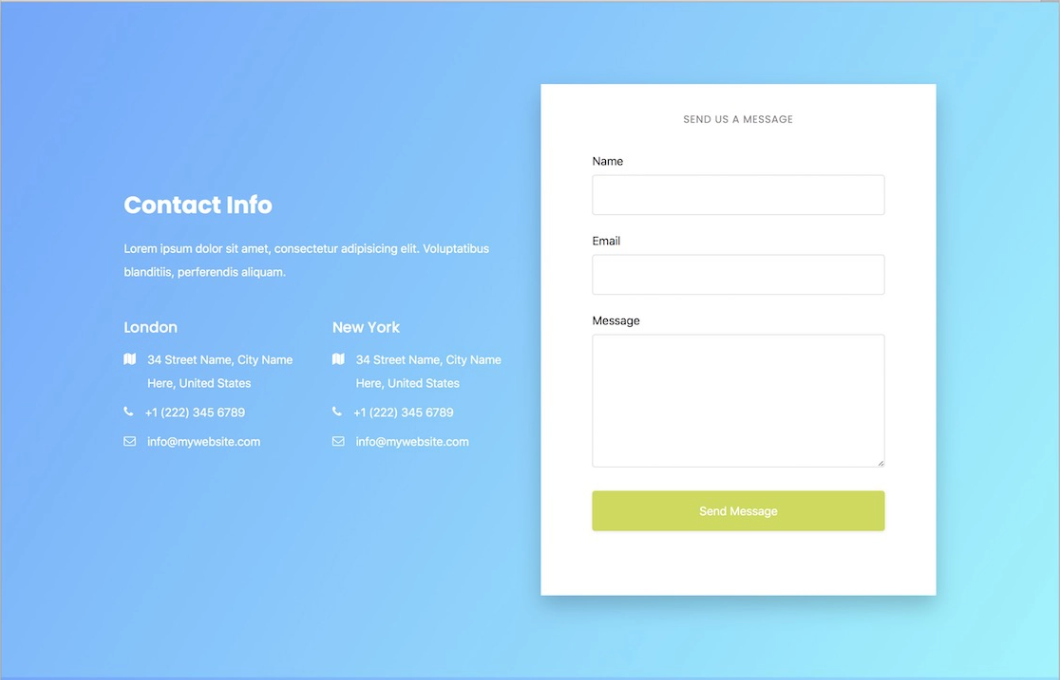 Contact Info
Lorem ipsum dolor sit amet, consectetur adipisicing elit. Voluptatibus
blanditiis, perferendis aliquam.
London
34 Street Name, City Name
Here, United States
+1 (222) 345 6789
info@mywebsite.com
New York
34 Street Name, City Name
Here, United States
+1 (222) 345 6789
info@mywebsite.com
SEND US A MESSAGE
Name
Email
Message
Send Message